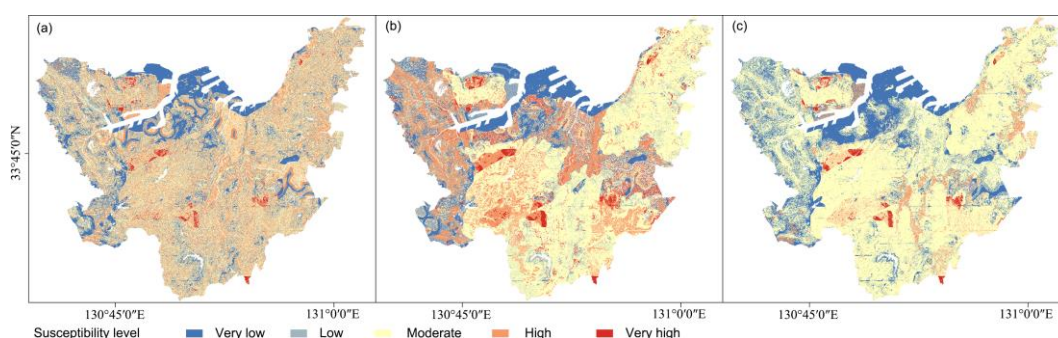 (a) (b) (c)
33°45′0″N
130°45′0″E 131°0′0″E 130°45′0″E 131°0′0″E 130°45′0″E 131°0′0″E
Susceptibility level Very low Low Moderate High Very high